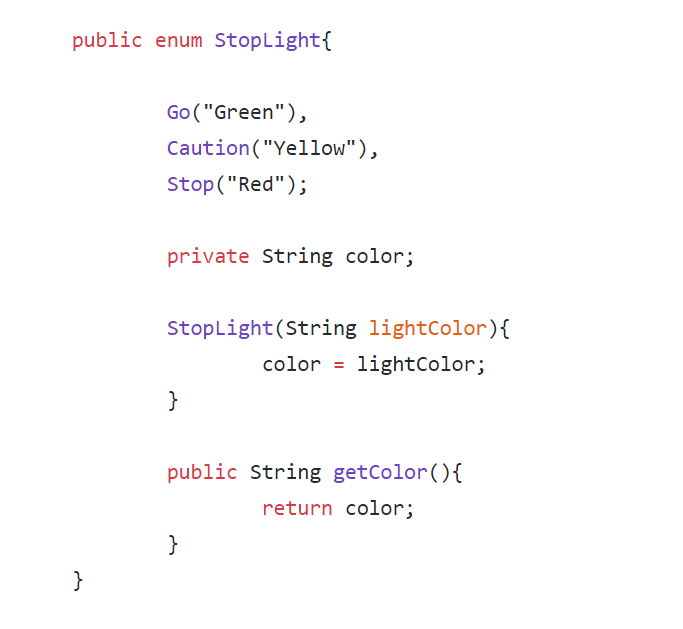 public enum StopLight{
Go("Green"),
Caution("Yellow"),
Stop("Red");
private String color;
StopLight(String lightColor){
color = lightColor;
}
public String getColor(){
return color;
}
}